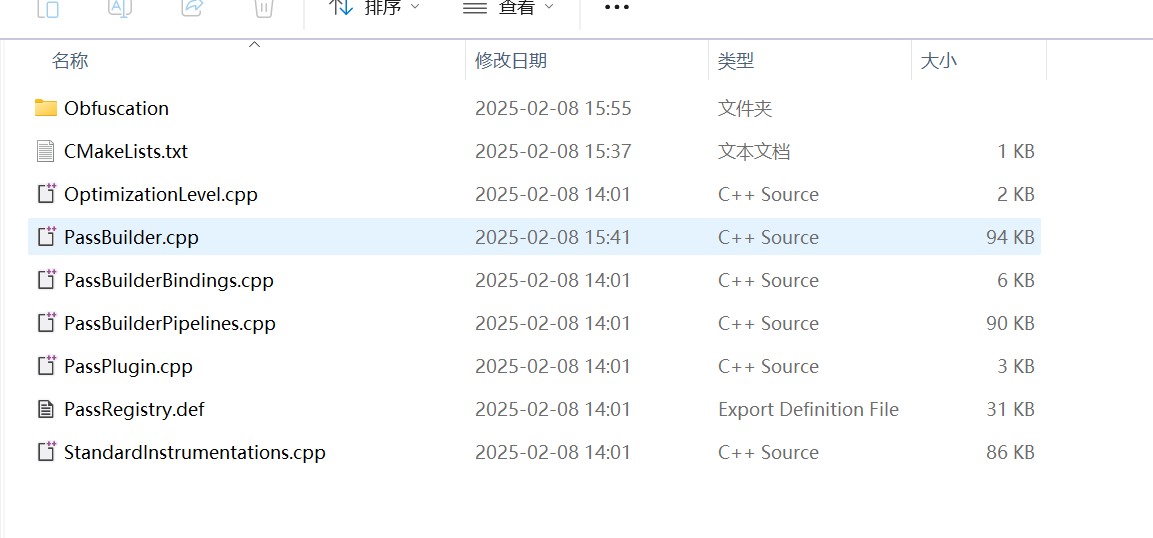 排序 查看
名称 修改日期 类型 大小
Obfuscation 2025-02-08 15:55 文件夹
CMakeLists.txt 2025-02-08 15:37 文本文档 1 KB
OptimizationLevel.cpp 2025-02-08 14:01 C++ Source 2 KB
PassBuilder.cpp 2025-02-08 15:41 C++ Source 94 KB
PassBuilderBindings.cpp 2025-02-08 14:01 C++ Source 6 KB
PassBuilderPipelines.cpp 2025-02-08 14:01 C++ Source 90 KB
PassPlugin.cpp 2025-02-08 14:01 C++ Source 3 KB
PassRegistry.def 2025-02-08 14:01 Export Definition File 31 KB
StandardInstrumentations.cpp 2025-02-08 14:01 C++ Source 86 KB